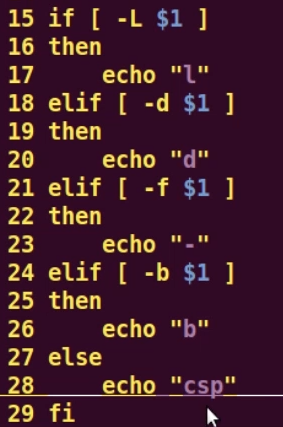 15 if [ -L $1 ]
16 then
17     echo "l"
18 elif [ -d $1 ]
19 then
20     echo "d"
21 elif [ -f $1 ]
22 then
23     echo "-"
24 elif [ -b $1 ]
25 then
26     echo "b"
27 else
28     echo "csp"
29 fi